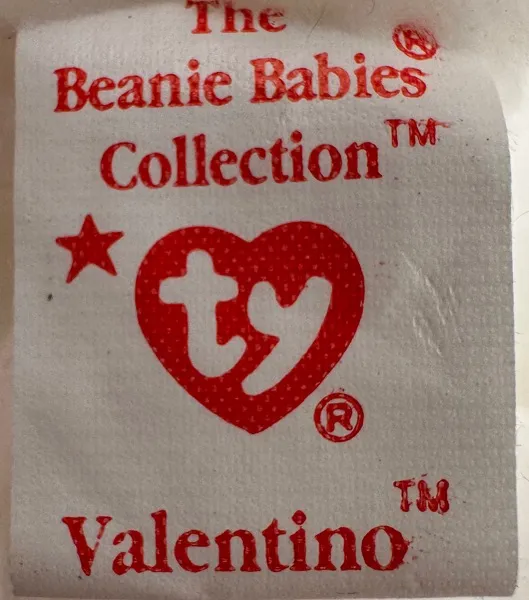 The
Beanie Babies®
Collection™
ty®
Valentino™